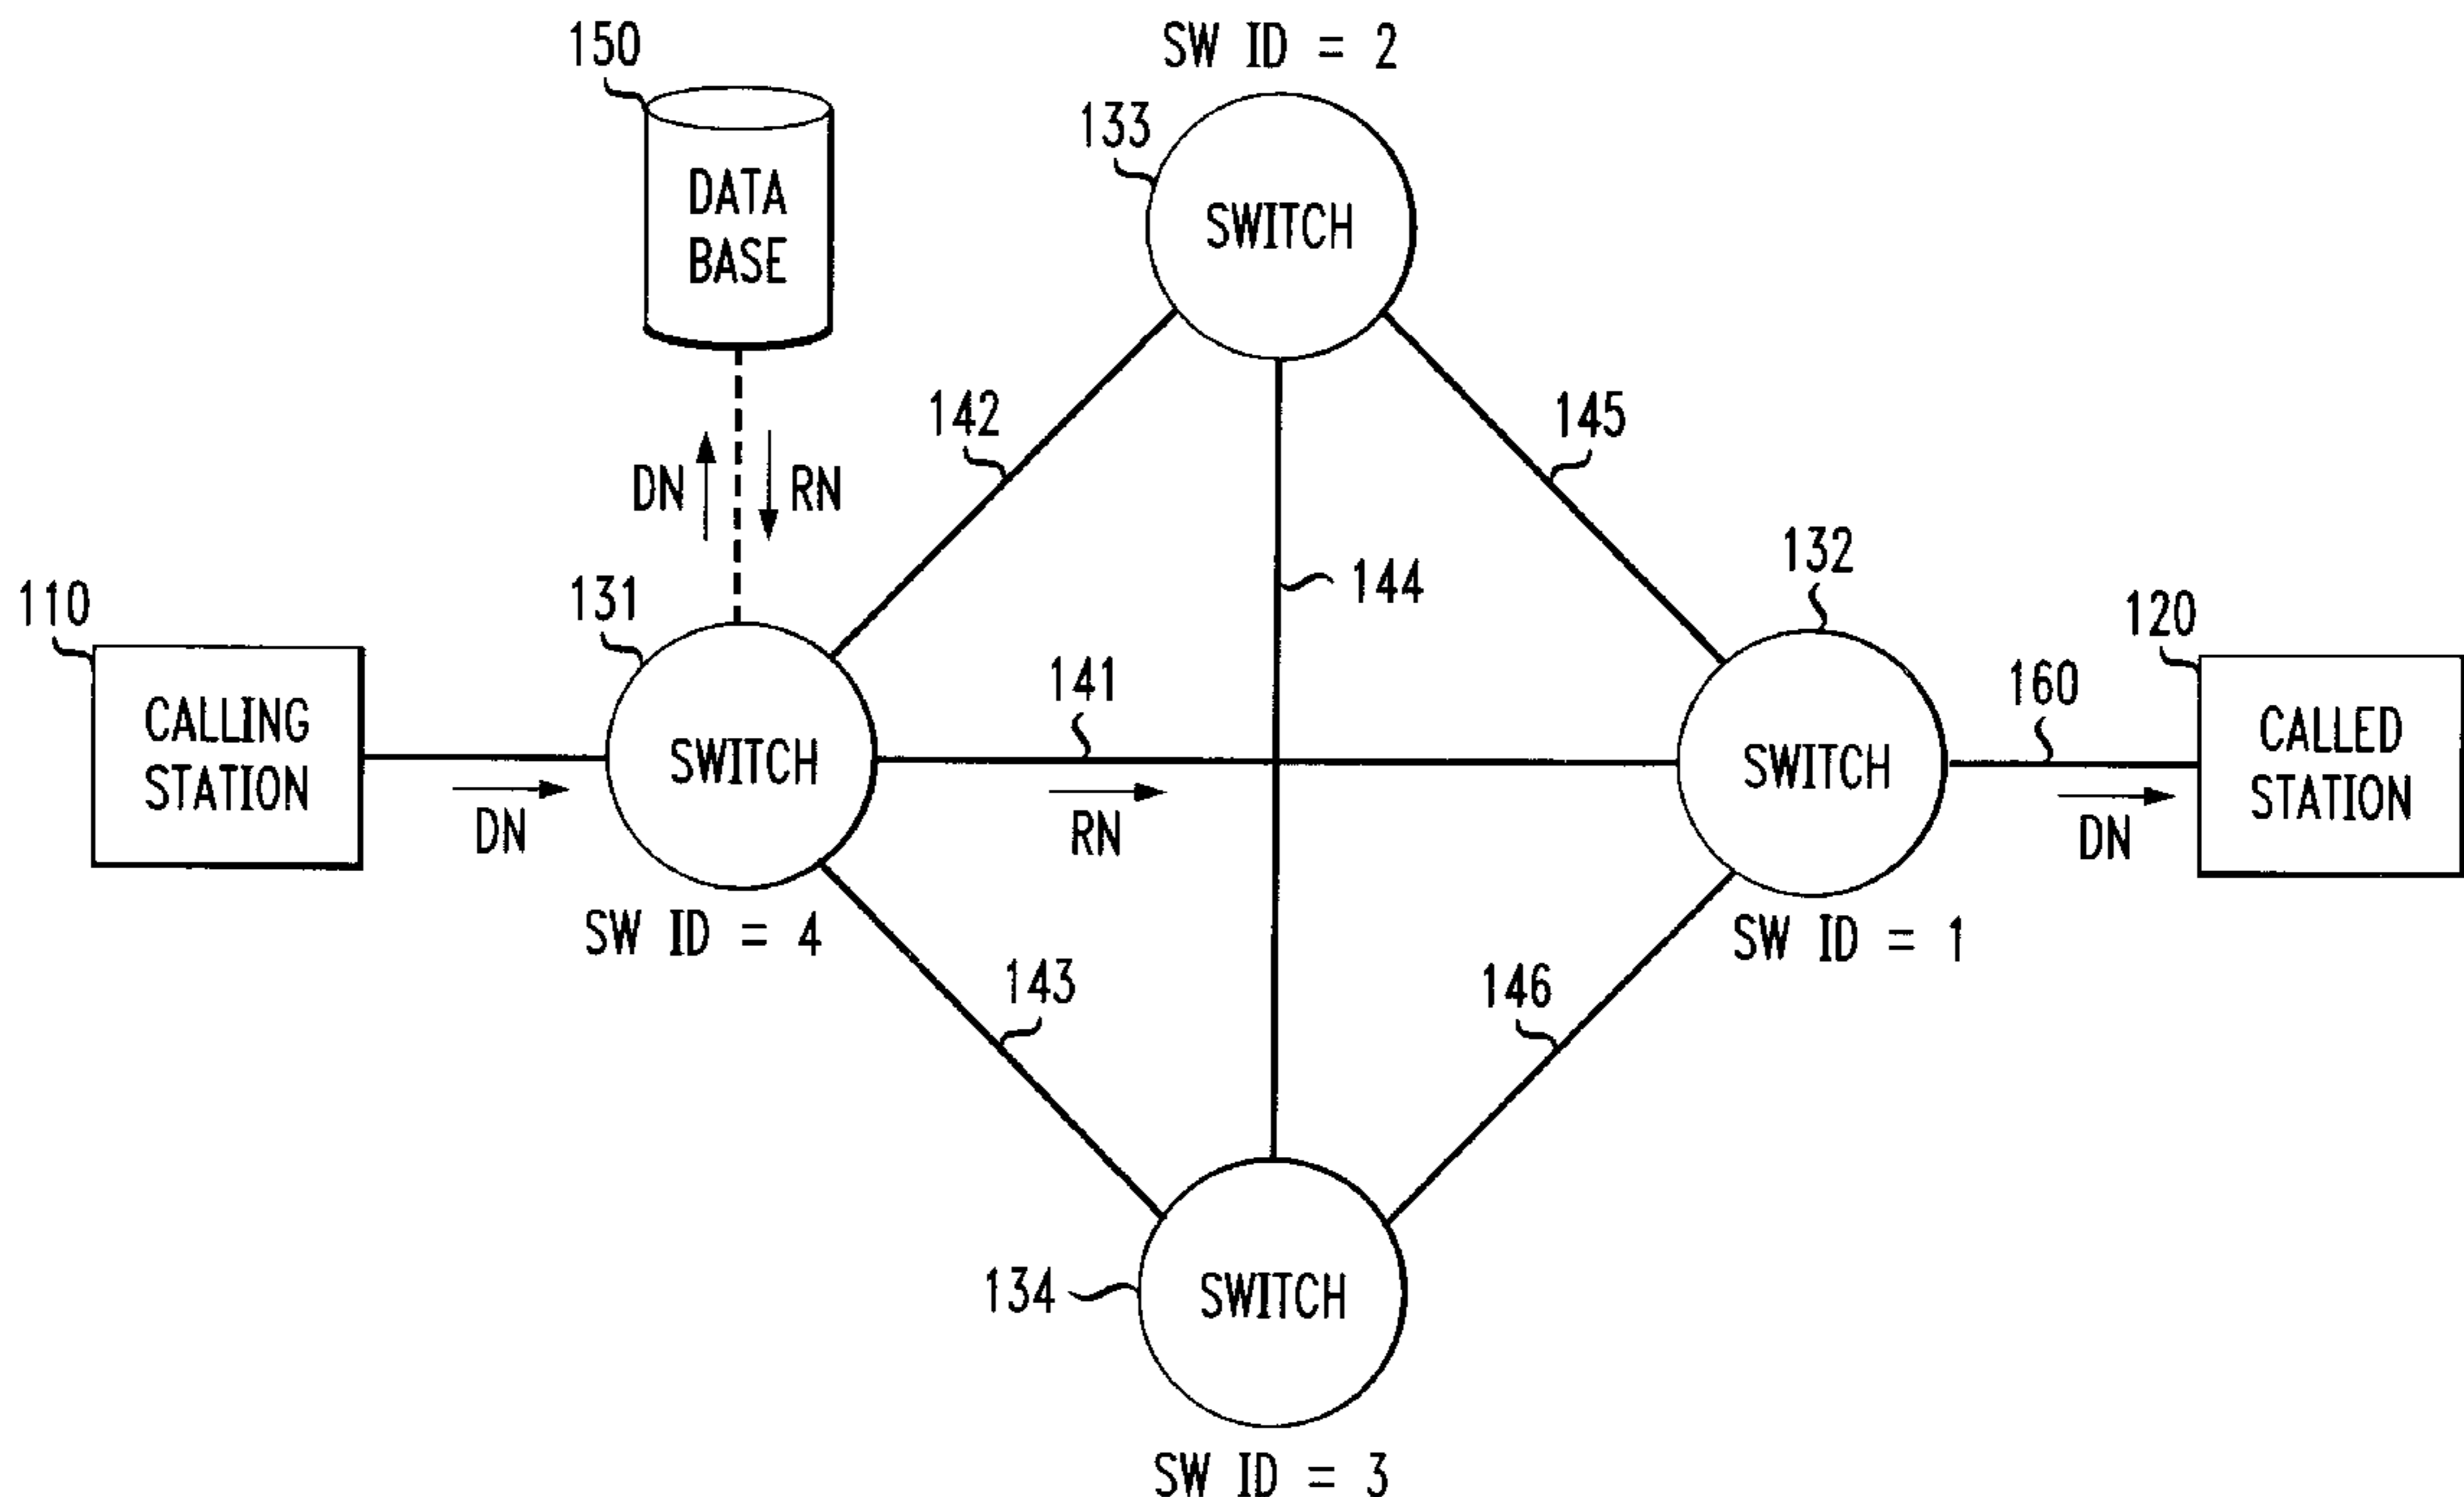 150
SW ID = 2
133
DATA
BASE
SWITCH
142
145
DN
RN
132
144
110
131
120
141
160
CALLING
STATION
SWITCH
SWITCH
CALLED
STATION
DN
RN
DN
SW ID = 4
SW ID = 1
143
146
134
SWITCH
SW ID = 3